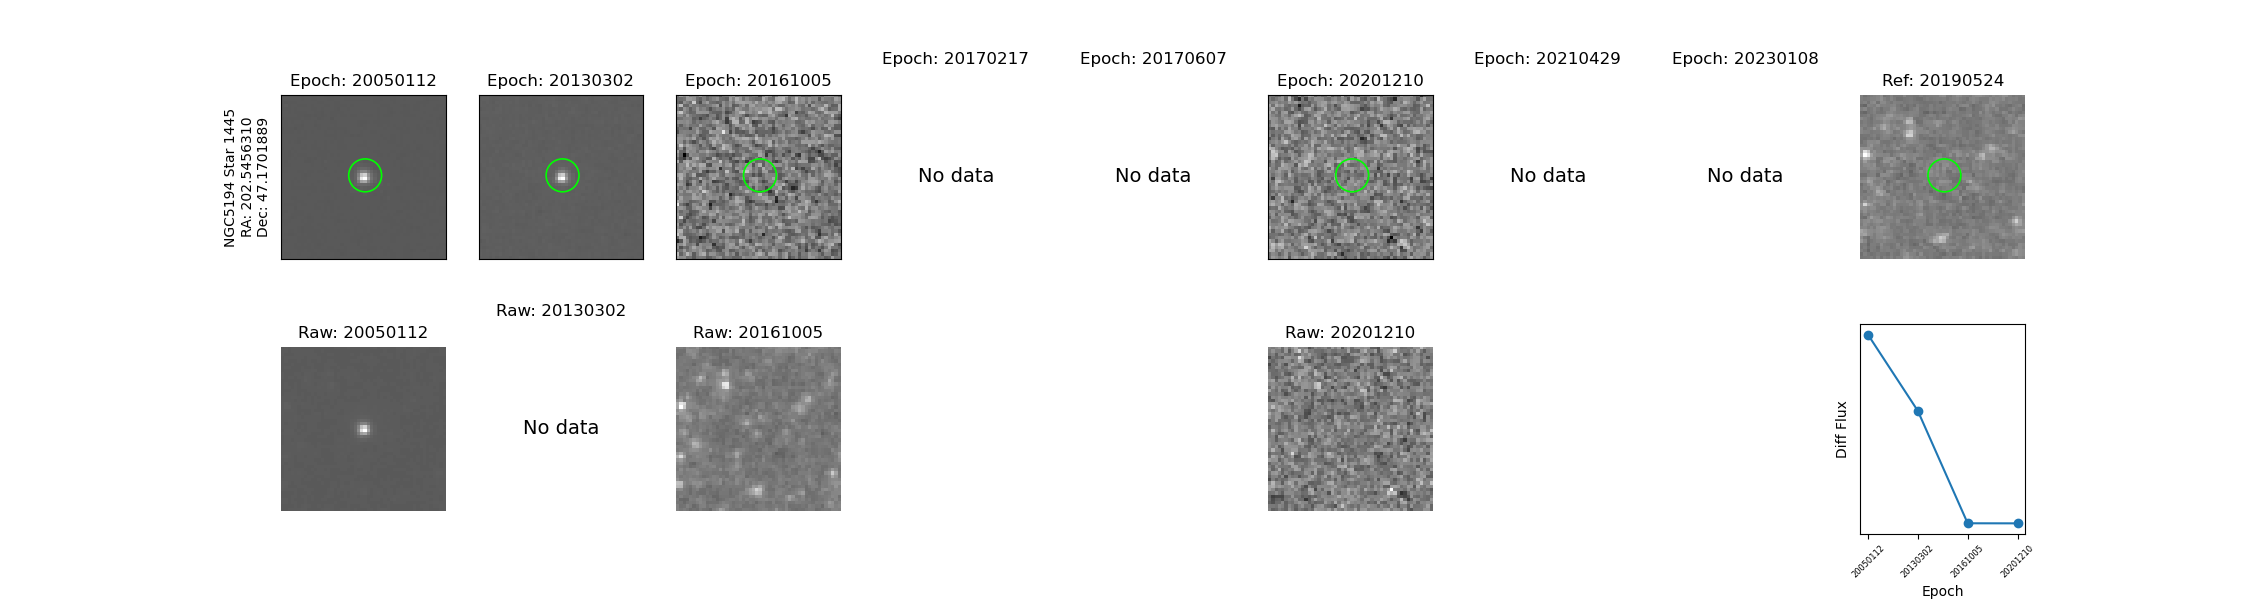 Epoch: 20170217
Epoch: 20170607
Epoch: 20210429
Epoch: 20230108
Epoch: 20050112
Epoch: 20130302
Epoch: 20161005
Epoch: 20201210
Ref: 20190524
NGC5194 Star 1445
RA: 202.5456310
Dec: 47.1701889
No data
No data
No data
No data
Raw: 20130302
Raw: 20050112
Raw: 20161005
Raw: 20201210
No data
Diff Flux
20050112
20130302
20161005
20201210
Epoch